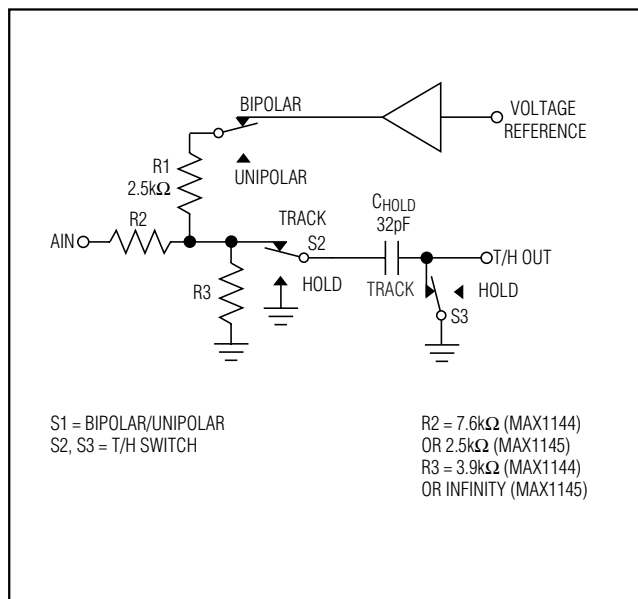 BIPOLAR
VOLTAGE
REFERENCE
R1
2.5kΩ
UNIPOLAR
CHOLD
32pF
TRACK
R2
AIN
S2
T/H OUT
HOLD
TRACK
HOLD
R3
S3
S1 = BIPOLAR/UNIPOLAR
S2, S3 = T/H SWITCH
R2 = 7.6kΩ (MAX1144)
OR 2.5kΩ (MAX1145)
R3 = 3.9kΩ (MAX1144)
OR INFINITY (MAX1145)